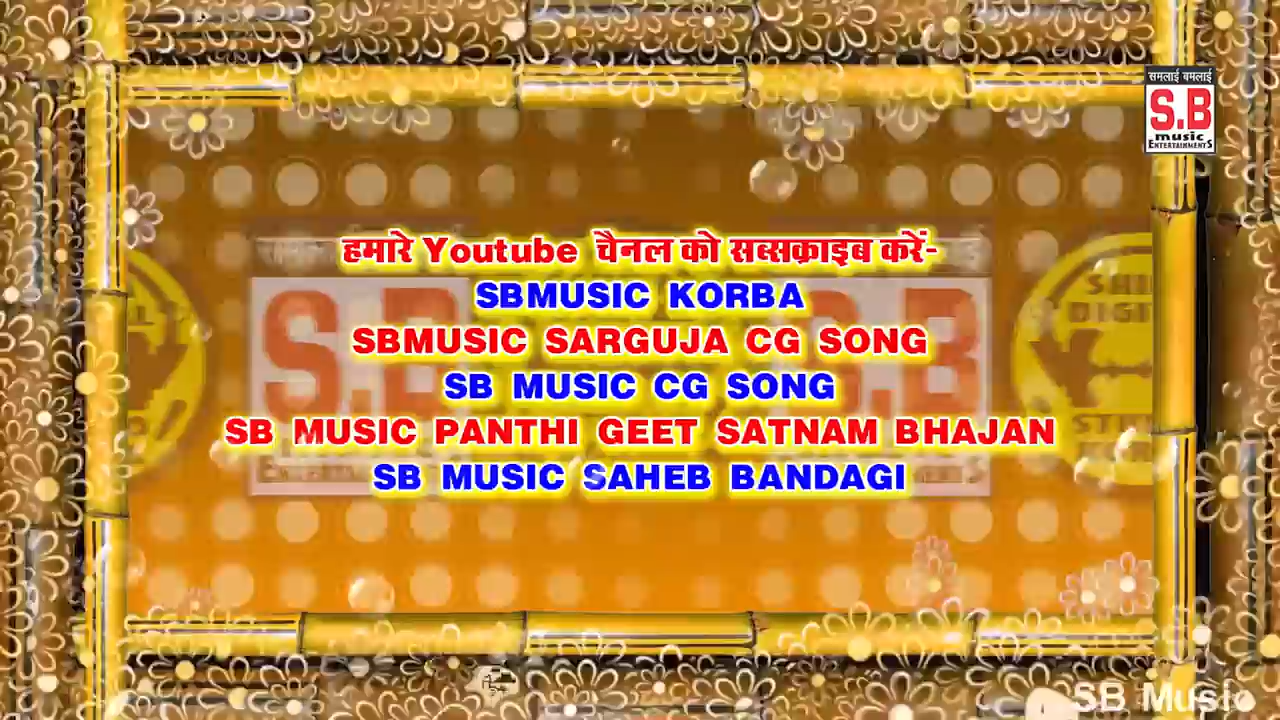 समलाई बमलाई
S.B
music
ENTERTAINMENTS
हमारे Youtube चैनल को सब्सक्राइब करें-
SBMUSIC KORBA
SBMUSIC SARGUJA CG SONG
SB MUSIC CG SONG
SB MUSIC PANTHI GEET SATNAM BHAJAN
SB MUSIC SAHEB BANDAGI
SB Music